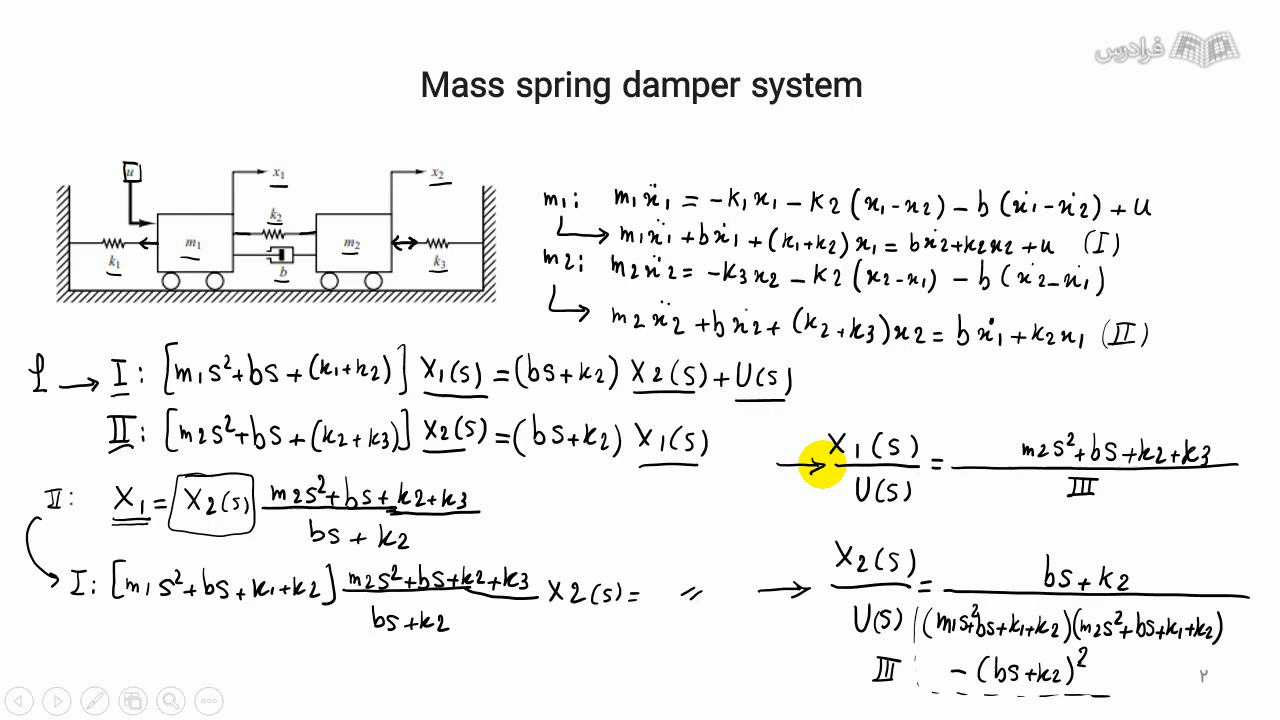 فرادرس
Mass spring damper system
u
x₁
x₂
k₂
m₁
m₂
k₁
b
k₃
m₁: m₁ẍ₁ = -k₁x₁ - k₂(x₁-x₂) - b(ẋ₁-ẋ₂) + u
m₁ẍ₁ + bẋ₁ + (k₁+k₂)x₁ = bẋ₂ + k₂x₂ + u (I)
m₂: m₂ẍ₂ = -k₃x₂ - k₂(x₂-x₁) - b(ẋ₂-ẋ₁)
m₂ẍ₂ + bẋ₂ + (k₂+k₃)x₂ = bẋ₁ + k₂x₁ (II)
ℒ → I: [m₁s²+bs+(k₁+k₂)] X₁(s) = (bs+k₂) X₂(s) + U(s)
II: [m₂s²+bs+(k₂+k₃)] X₂(s) = (bs+k₂) X₁(s)
II: X₁ = X₂(s) (m₂s²+bs+k₂+k₃)/(bs+k₂)
I: [m₁s²+bs+k₁+k₂] (m₂s²+bs+k₂+k₃)/(bs+k₂) X₂(s) = 〃
→ X₁(s)/U(s) = (m₂s²+bs+k₂+k₃)/III
→ X₂(s)/U(s) = (bs+k₂)/((m₁s²+bs+k₁+k₂)(m₂s²+bs+k₁+k₂)
III - (bs+k₂)²
۲